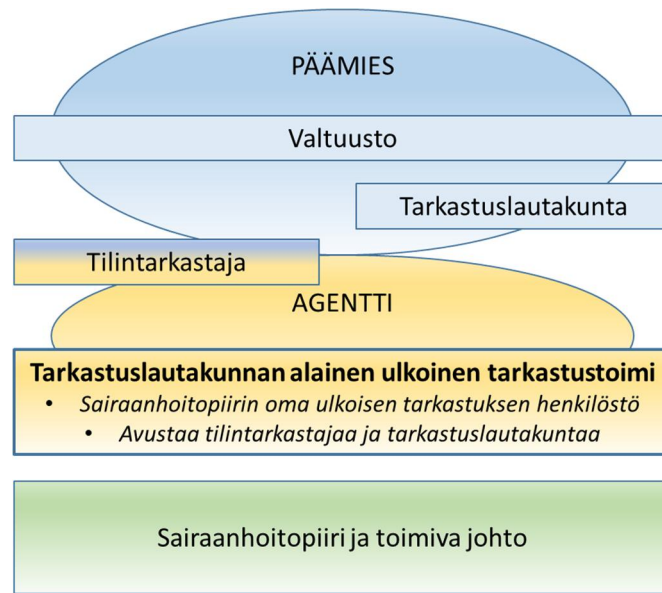 PÄÄMIES
Valtuusto
Tarkastuslautakunta
Tilintarkastaja
AGENTTI
Tarkastuslautakunnan alainen ulkoinen tarkastustoimi
• Sairaanhoitopiirin oma ulkoisen tarkastuksen henkilöstö
• Avustaa tilintarkastajaa ja tarkastuslautakuntaa
Sairaanhoitopiiri ja toimiva johto